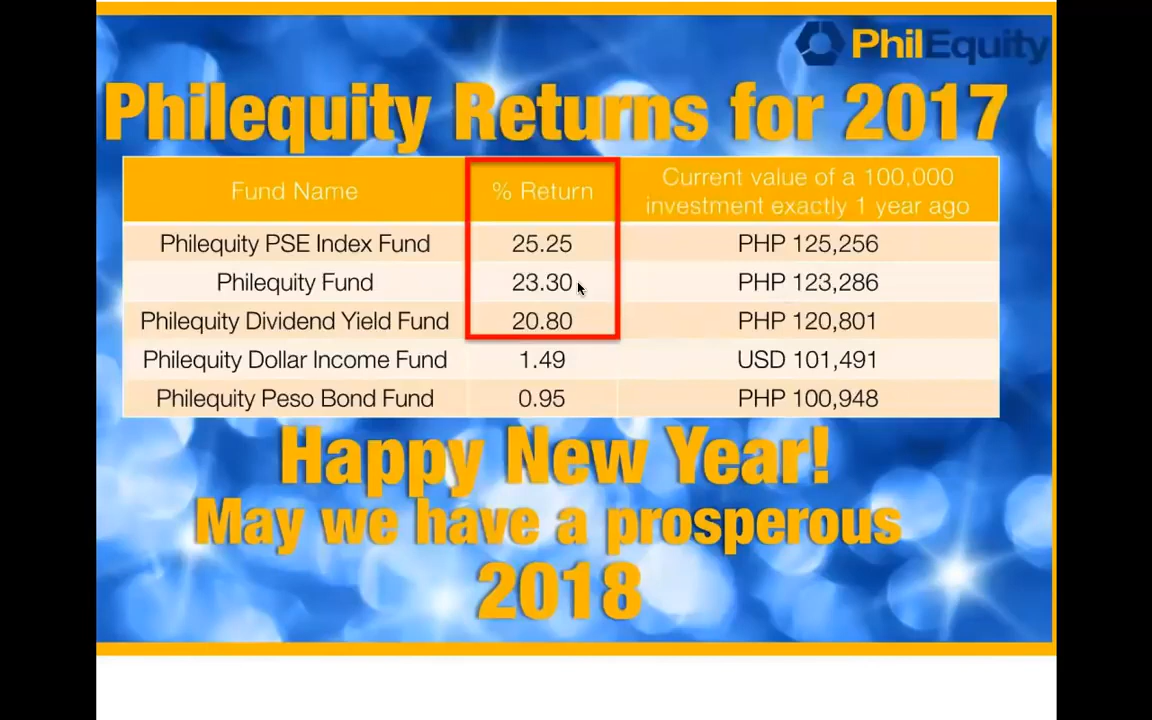 PhilEquity
Philequity Returns for 2017
Fund Name % Return Current value of a 100,000 investment exactly 1 year ago
Philequity PSE Index Fund 25.25 PHP 125,256
Philequity Fund 23.30 PHP 123,286
Philequity Dividend Yield Fund 20.80 PHP 120,801
Philequity Dollar Income Fund 1.49 USD 101,491
Philequity Peso Bond Fund 0.95 PHP 100,948
Happy New Year!
May we have a prosperous
2018